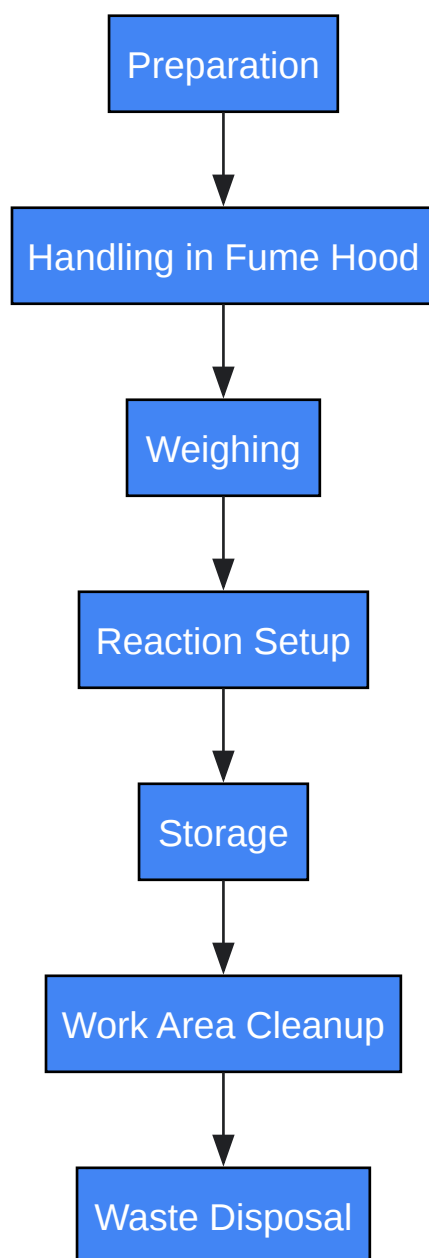 Preparation
Handling in Fume Hood
Weighing
Reaction Setup
Storage
Work Area Cleanup
Waste Disposal